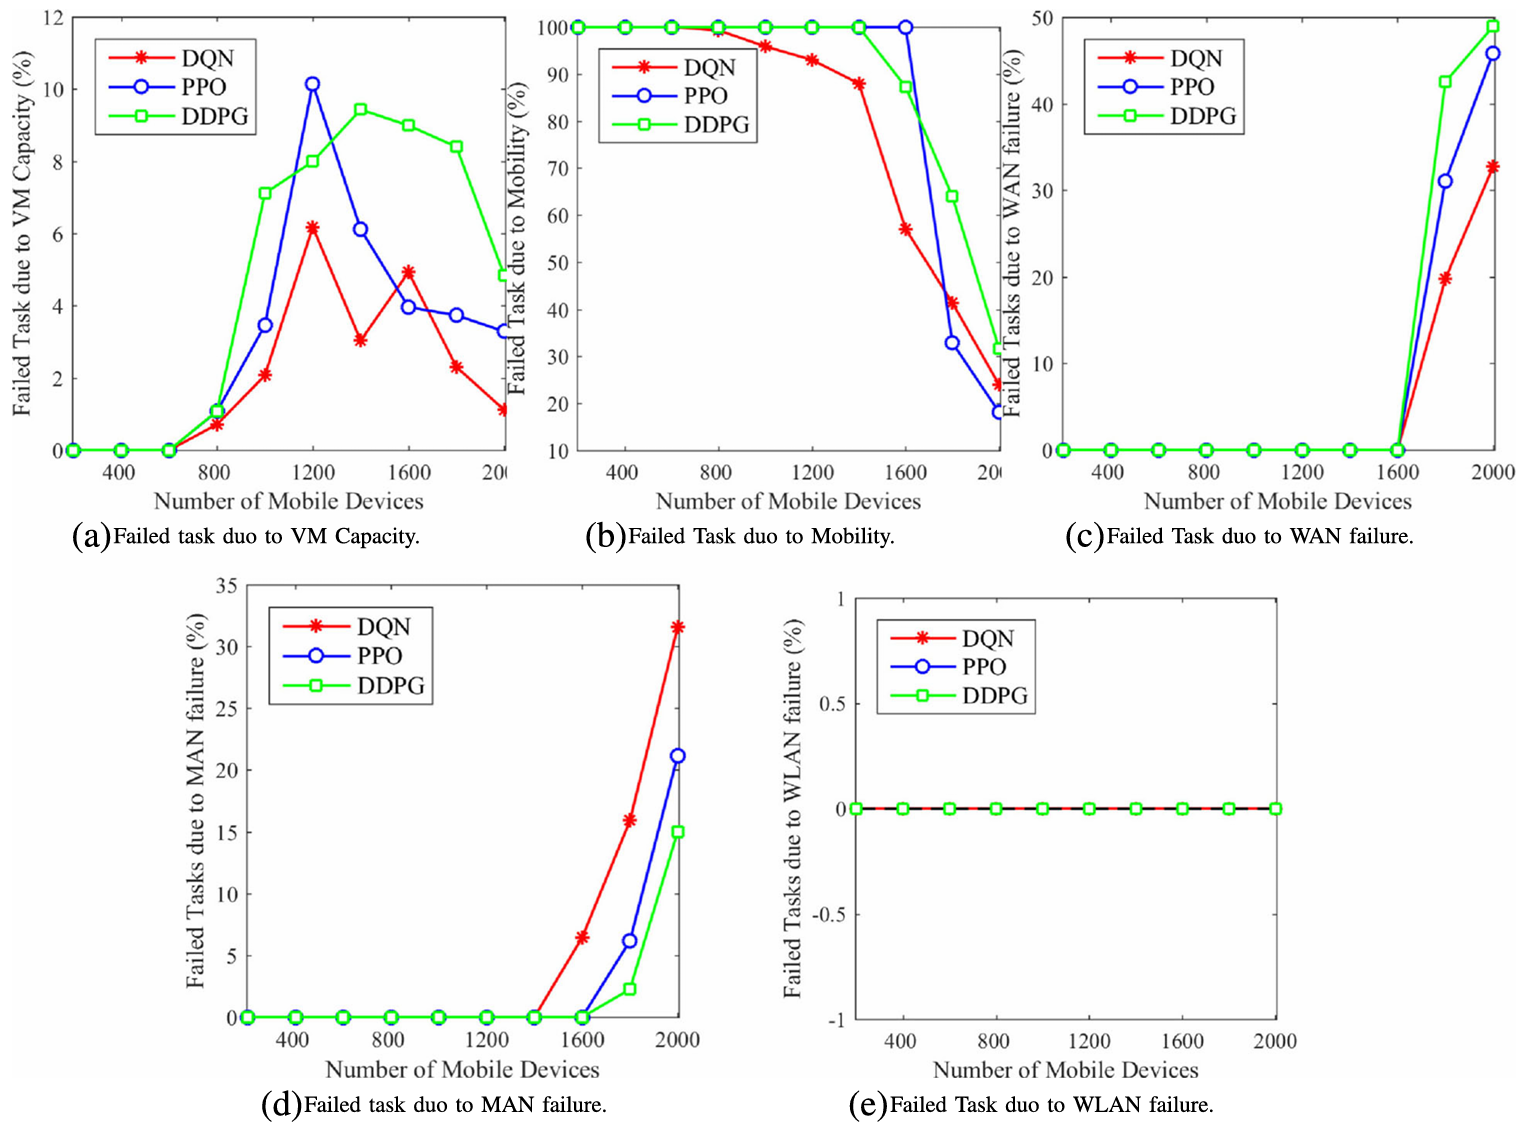 Failed Task due to VM Capacity (%)
12
10
8
6
4
2
0
DQN
PPO
DDPG
400 800 1200 1600 200
Number of Mobile Devices
(a)Failed task duo to VM Capacity.
Failed Task due to Mobility (%)
100
90
80
70
60
50
40
30
20
10
DQN
PPO
DDPG
400 800 1200 1600 200
Number of Mobile Devices
(b)Failed Task duo to Mobility.
Failed Tasks due to WAN failure (%)
50
40
30
20
10
0
DQN
PPO
DDPG
400 800 1200 1600 2000
Number of Mobile Devices
(c)Failed Task duo to WAN failure.
Failed Tasks due to MAN failure (%)
35
30
25
20
15
10
5
0
DQN
PPO
DDPG
400 800 1200 1600 2000
Number of Mobile Devices
(d)Failed task duo to MAN failure.
Failed Tasks due to WLAN failure (%)
1
0.5
0
-0.5
-1
DQN
PPO
DDPG
400 800 1200 1600 2000
Number of Mobile Devices
(e)Failed Task duo to WLAN failure.